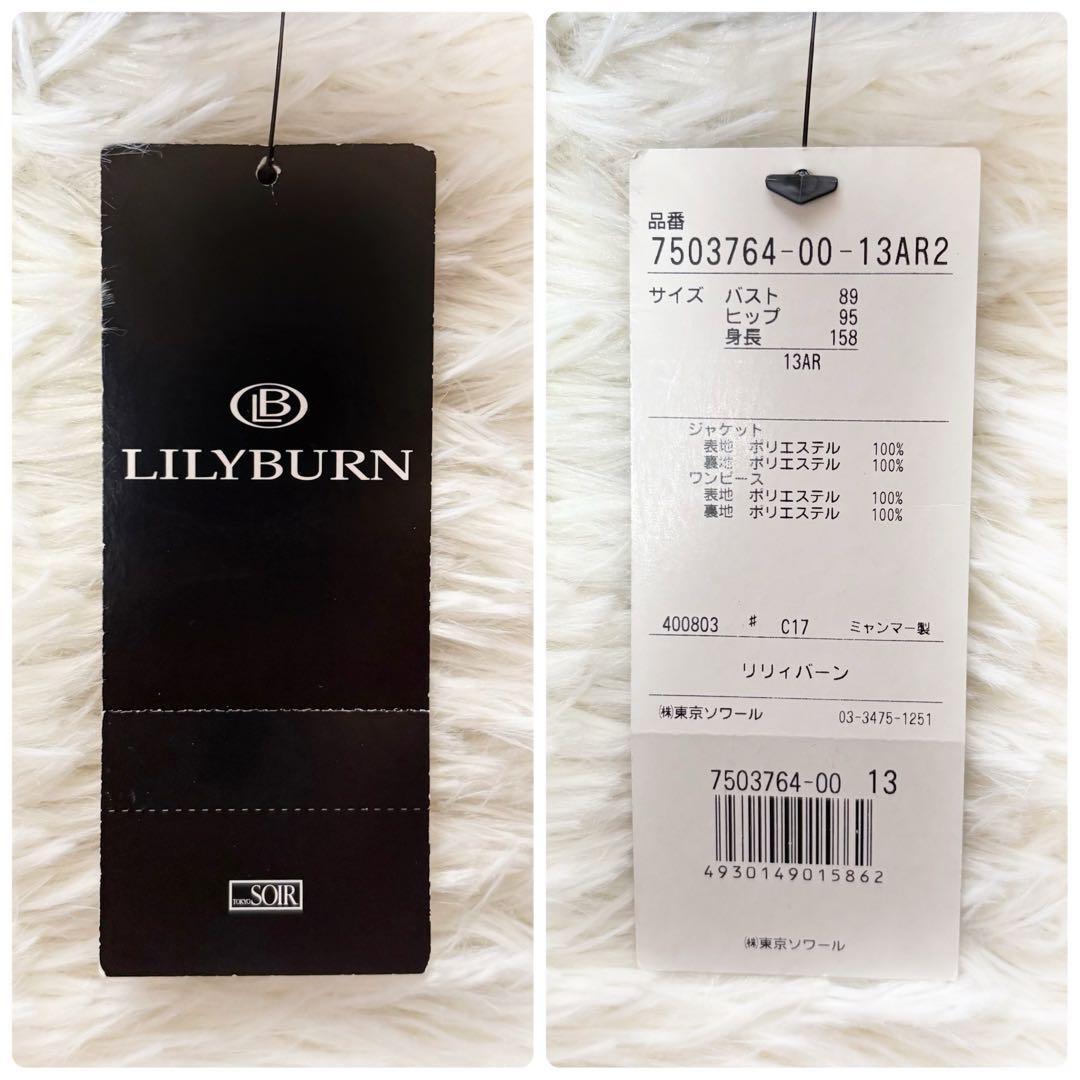 LB
LILYBURN
TOKYO SOIR
品番
7503764-00-13AR2
サイズ バスト 89
ヒップ 95
身長 158
13AR
ジャケット
表地 ポリエステル 100%
裏地 ポリエステル 100%
ワンピース
表地 ポリエステル 100%
裏地 ポリエステル 100%
400803 # C17 ミャンマー製
リリィバーン
㈱東京ソワール 03-3475-1251
7503764-00 13
4930149015862
㈱東京ソワール